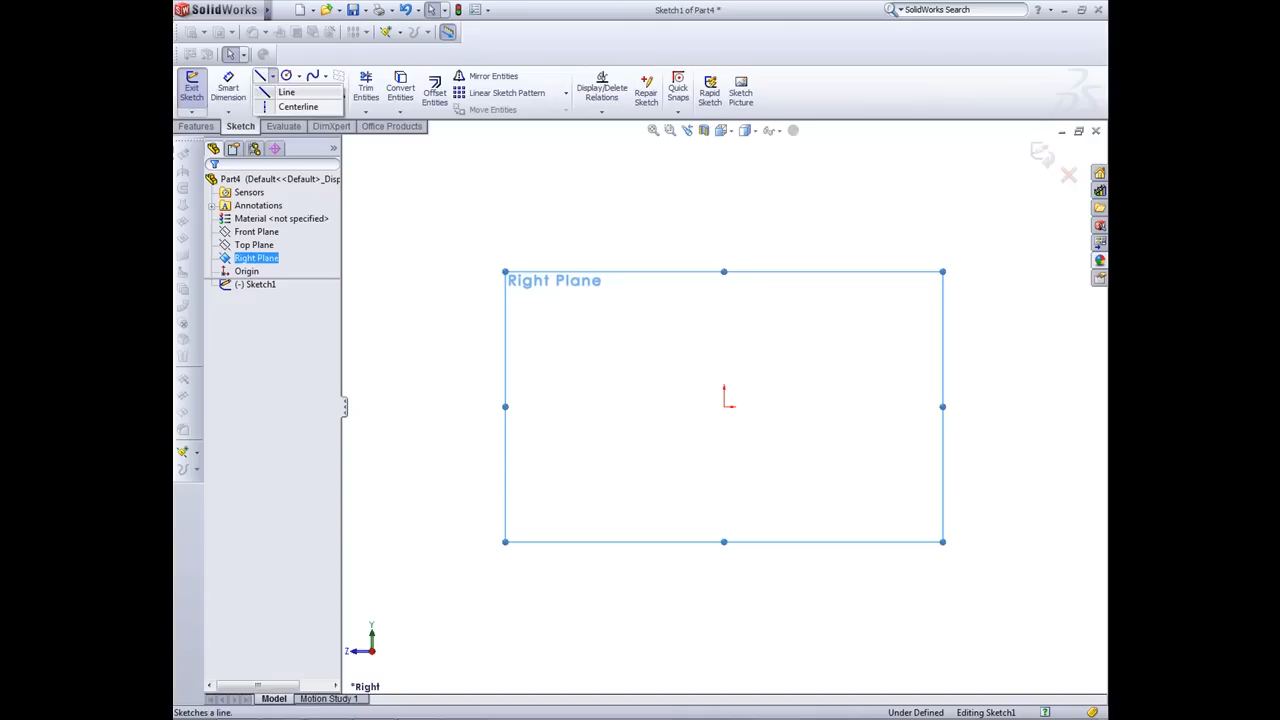 SolidWorks
Sketch1 of Part4 *
SolidWorks Search
Exit
Sketch
Smart
Dimension
Line
Centerline
Trim
Entities
Convert
Entities
Offset
Entities
Mirror Entities
Linear Sketch Pattern
Move Entities
Display/Delete
Relations
Repair
Sketch
Quick
Snaps
Rapid
Sketch
Sketch
Picture
Features
Sketch
Evaluate
DimXpert
Office Products
Part4 (Default<<Default>_Disp
Sensors
Annotations
Material <not specified>
Front Plane
Top Plane
Right Plane
Origin
(-) Sketch1
Right Plane
Y
Z
*Right
Model
Motion Study 1
Sketches a line.
Under Defined
Editing Sketch1